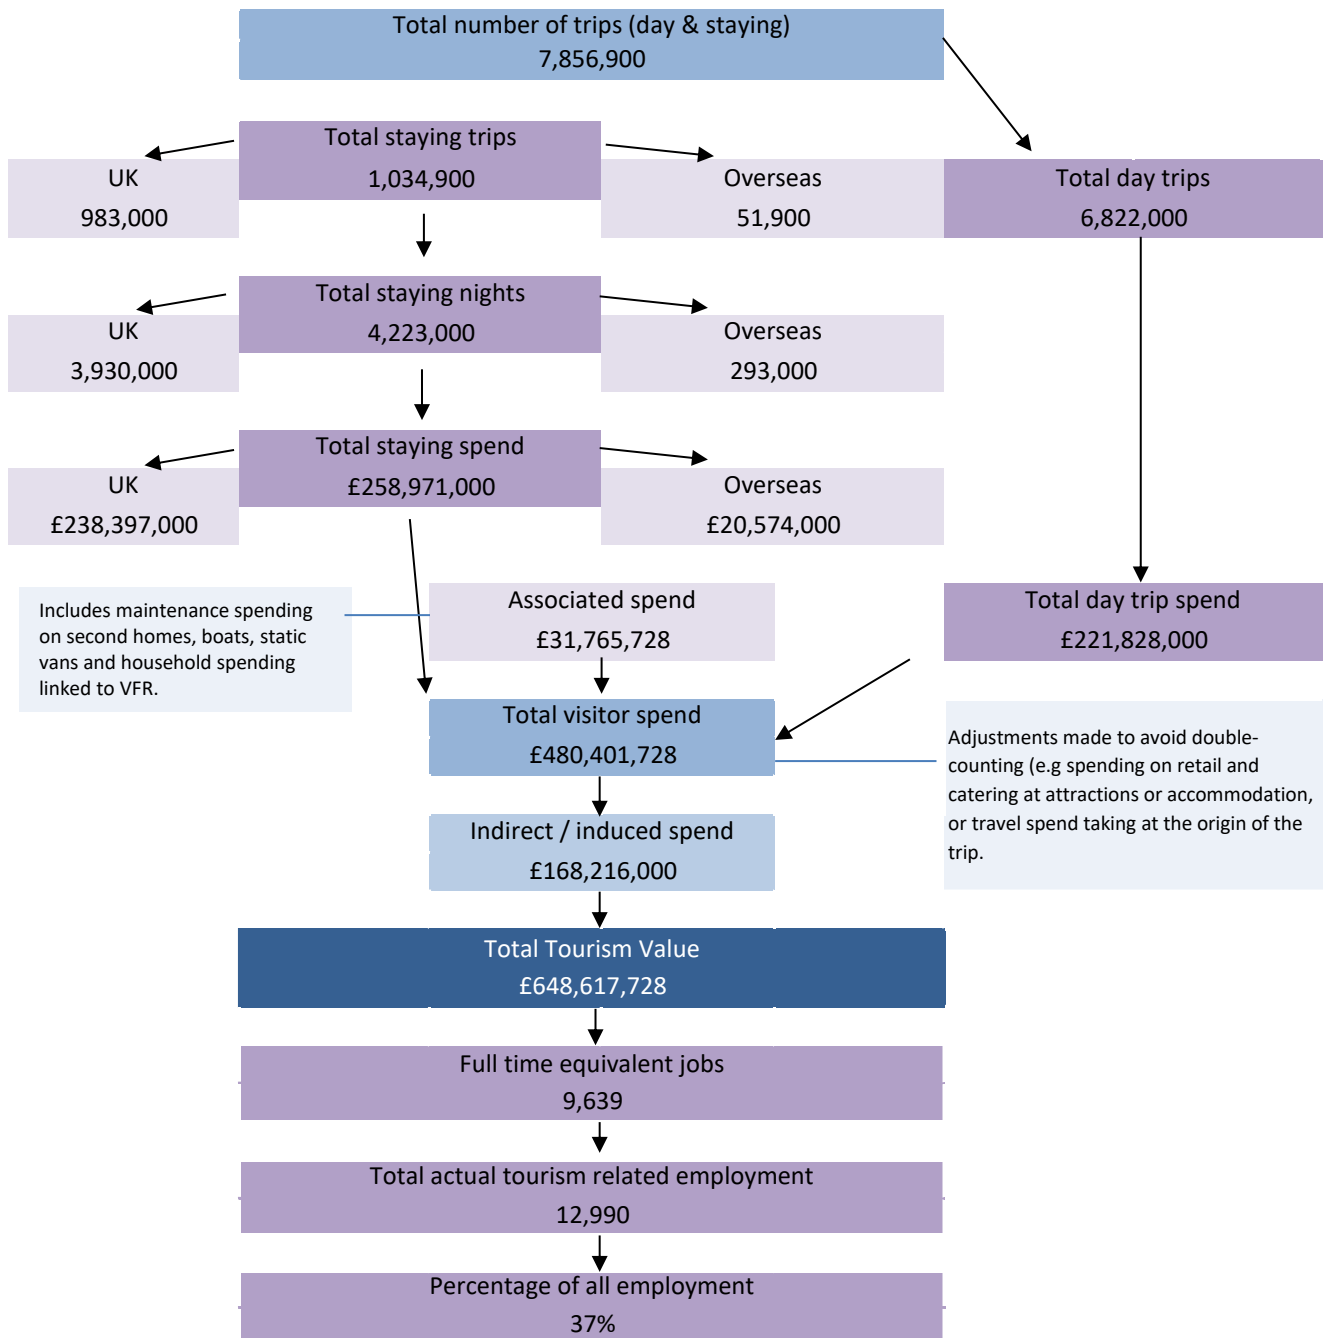 Total number of trips (day & staying)
7,856,900
Total staying trips
1,034,900
UK
983,000
Overseas
51,900
Total day trips
6,822,000
Total staying nights
4,223,000
UK
3,930,000
Overseas
293,000
Total staying spend
£258,971,000
UK
£238,397,000
Overseas
£20,574,000
Includes maintenance spending
on second homes, boats, static
vans and household spending
linked to VFR.
Associated spend
£31,765,728
Total day trip spend
£221,828,000
Total visitor spend
£480,401,728
Adjustments made to avoid double-
counting (e.g spending on retail and
catering at attractions or accommodation,
or travel spend taking at the origin of the
trip.
Indirect / induced spend
£168,216,000
Total Tourism Value
£648,617,728
Full time equivalent jobs
9,639
Total actual tourism related employment
12,990
Percentage of all employment
37%